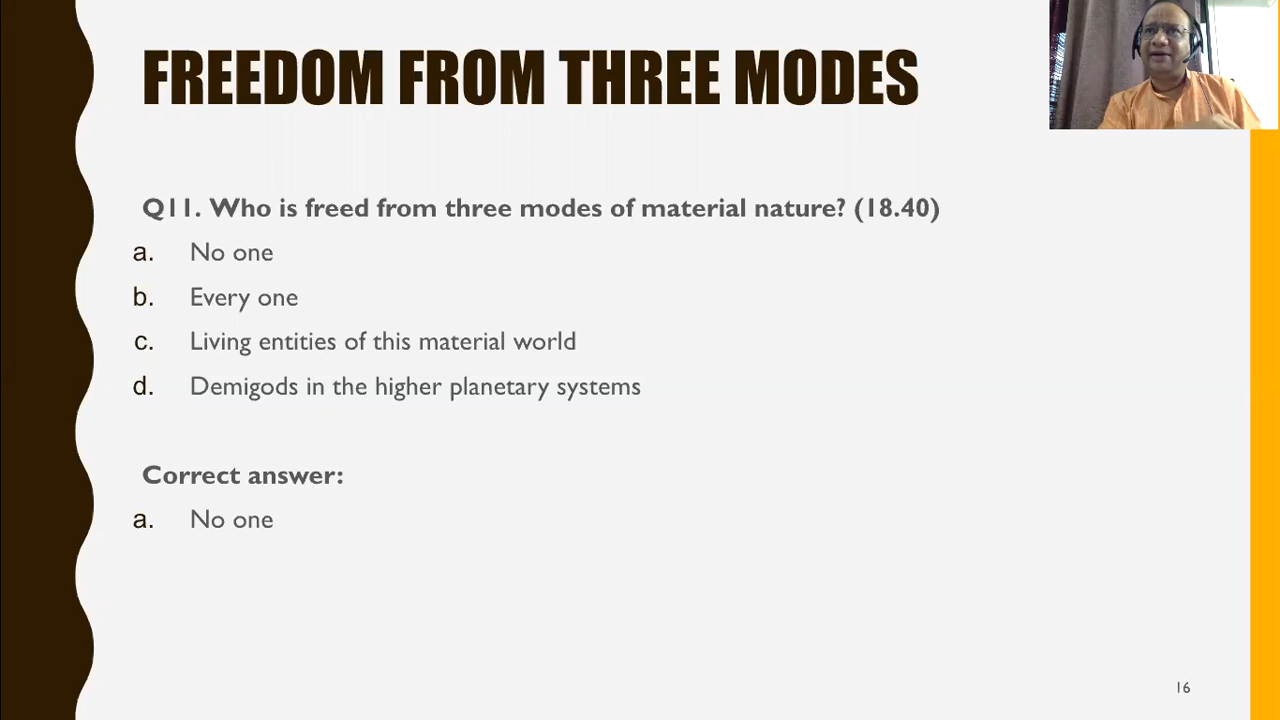 FREEDOM FROM THREE MODES
Q11. Who is freed from three modes of material nature? (18.40)
a. No one
b. Every one
c. Living entities of this material world
d. Demigods in the higher planetary systems
Correct answer:
a. No one
16